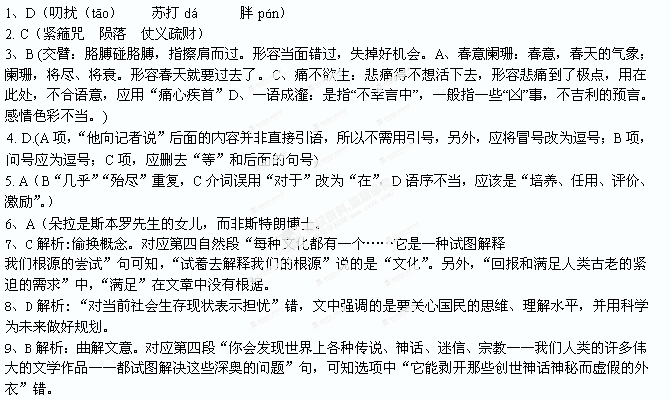 1、D（叨扰（tāo）　苏打 dá　胖 pán）
2. C（紧箍咒　陨落　仗义疏财）
3、B (交臂：胳膊碰胳膊，指擦肩而过。形容当面错过，失掉好机会。A、春意阑珊：春意，春天的气象；
阑珊，将尽、将衰。形容春天就要过去了。C、痛不欲生：悲痛得不想活下去，形容悲痛到了极点，用在
此处，不合语意，应用“痛心疾首”D、一语成谶：是指“不幸言中”，一般指一些“凶”事，不吉利的预言。
感情色彩不当。)
4. D.(A 项，“他向记者说”后面的内容并非直接引语，所以不需用引号，另外，应将冒号改为逗号；B 项，
问号应为逗号；C 项，应删去“等”和后面的句号)
5. A（B“几乎”“殆尽”重复，C 介词误用“对于”改为“在”，D 语序不当，应该是“培养、任用、评价、
激励”。）
6、A（朵拉是斯本罗先生的女儿，而非斯特朗博士。
7、C 解析:偷换概念。对应第四自然段“每种文化都有一个……它是一种试图解释
我们根源的尝试”句可知，“试着去解释我们的根源”说的是“文化”。另外，“回报和满足人类古老的紧
迫的需求”中，“满足”在文章中没有根据。
8、D 解析：“对当前社会生存现状表示担忧”错，文中强调的是要关心国民的思维、理解水平，并用科学
为未来做好规划。
9、B 解析：曲解文意。对应第四段“你会发现世界上各种传说、神话、迷信、宗教一一我们人类的许多伟
大的文学作品一一都试图解决这些深奥的问题”句，可知选项中“它能剥开那些创世神话神秘而虚假的外
衣”错。